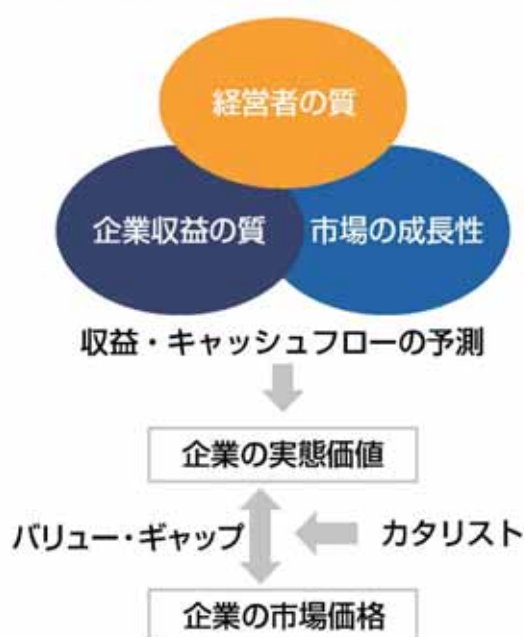 経営者の質
企業収益の質
市場の成長性
収益・キャッシュフローの予測
企業の実態価値
バリュー・ギャップ
カタリスト
企業の市場価格